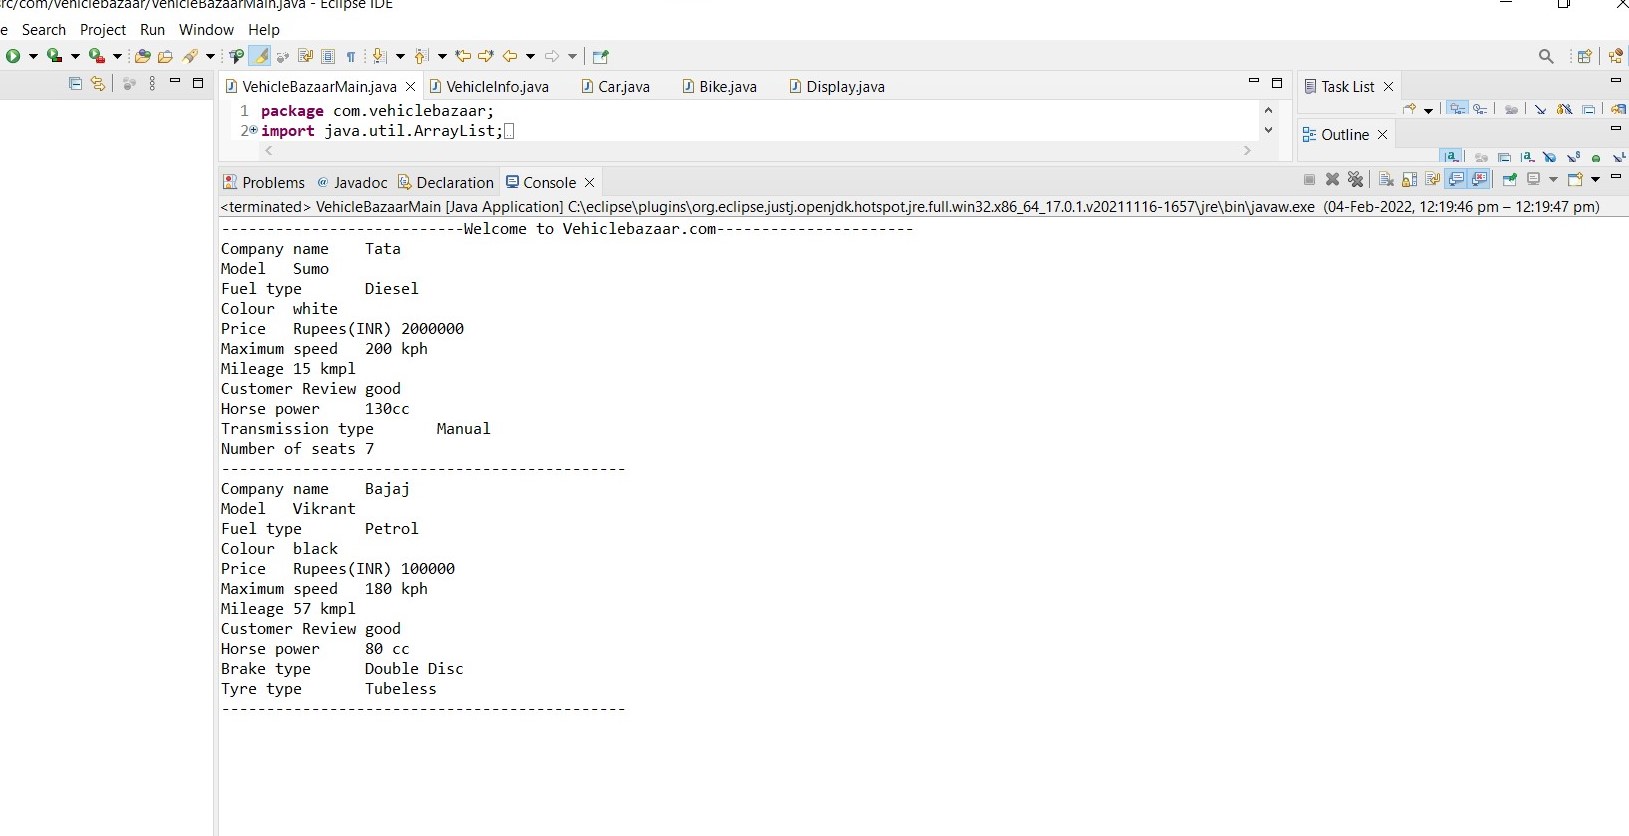 src/com/vehiclebazaar/VehicleBazaarMain.java - Eclipse IDE
e Search Project Run Window Help
VehicleBazaarMain.java VehicleInfo.java Car.java Bike.java Display.java
Task List
1 package com.vehiclebazaar;
2 import java.util.ArrayList;
Outline
Problems @ Javadoc Declaration Console
<terminated> VehicleBazaarMain [Java Application] C:\eclipse\plugins\org.eclipse.justj.openjdk.hotspot.jre.full.win32.x86_64_17.0.1.v20211116-1657\jre\bin\javaw.exe (04-Feb-2022, 12:19:46 pm – 12:19:47 pm)
---------------------------Welcome to Vehiclebazaar.com----------------------
Company name Tata
Model Sumo
Fuel type Diesel
Colour white
Price Rupees(INR) 2000000
Maximum speed 200 kph
Mileage 15 kmpl
Customer Review good
Horse power 130cc
Transmission type Manual
Number of seats 7
---------------------------------------------
Company name Bajaj
Model Vikrant
Fuel type Petrol
Colour black
Price Rupees(INR) 100000
Maximum speed 180 kph
Mileage 57 kmpl
Customer Review good
Horse power 80 cc
Brake type Double Disc
Tyre type Tubeless
---------------------------------------------